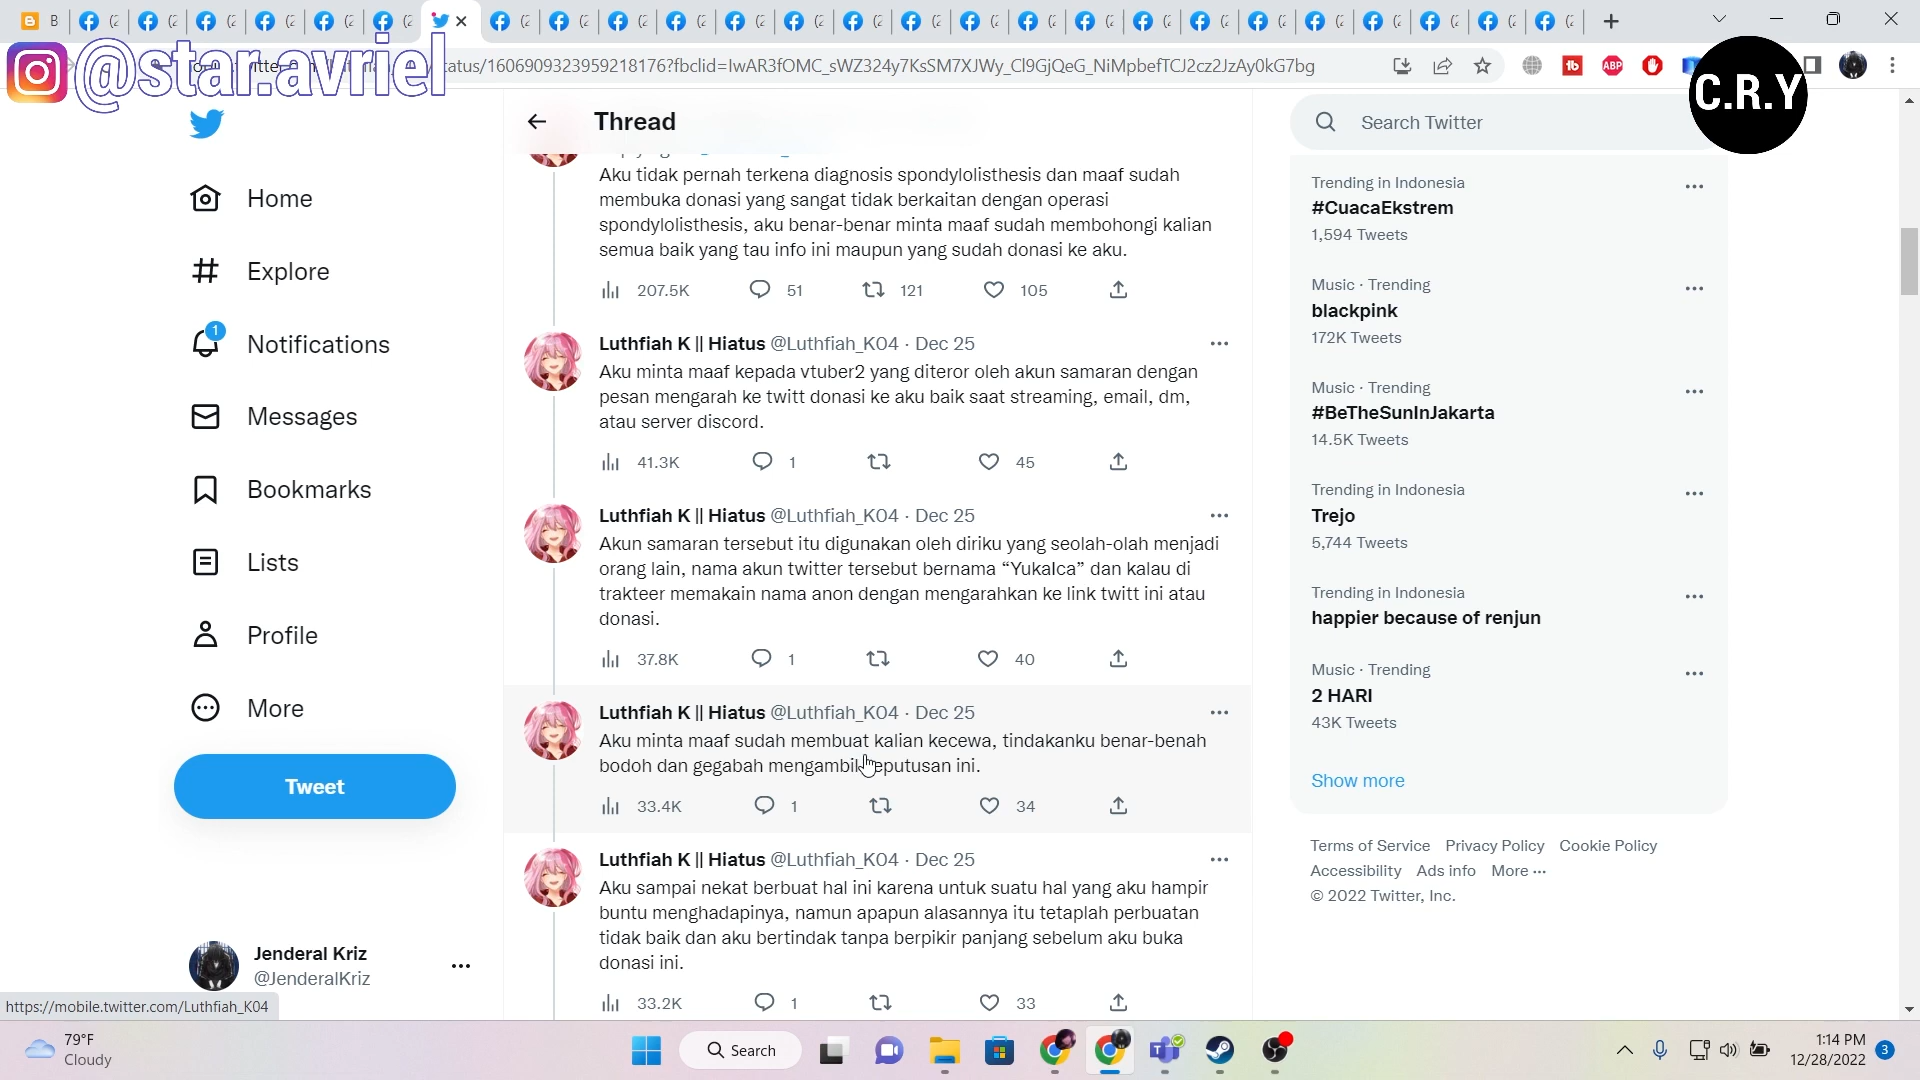 B
@star.avriel
atus/1606909323959218176?fbclid=IwAR3fOMC_sWZ324y7KsSM7XJWy_Cl9GjQeG_NiMpbefTCJ2cz2JzAy0kG7bg
ABP
C.R.Y
Thread
Search Twitter
Home
Explore
1
Notifications
Messages
Bookmarks
Lists
Profile
More
Tweet
Jenderal Kriz
@JenderalKriz
Aku tidak pernah terkena diagnosis spondylolisthesis dan maaf sudah
membuka donasi yang sangat tidak berkaitan dengan operasi
spondylolisthesis, aku benar-benar minta maaf sudah membohongi kalian
semua baik yang tau info ini maupun yang sudah donasi ke aku.
207.5K 51 121 105
Luthfiah K || Hiatus @Luthfiah_K04 · Dec 25
Aku minta maaf kepada vtuber2 yang diteror oleh akun samaran dengan
pesan mengarah ke twitt donasi ke aku baik saat streaming, email, dm,
atau server discord.
41.3K 1 45
Luthfiah K || Hiatus @Luthfiah_K04 · Dec 25
Akun samaran tersebut itu digunakan oleh diriku yang seolah-olah menjadi
orang lain, nama akun twitter tersebut bernama “YukaIca” dan kalau di
trakteer memakain nama anon dengan mengarahkan ke link twitt ini atau
donasi.
37.8K 1 40
Luthfiah K || Hiatus @Luthfiah_K04 · Dec 25
Aku minta maaf sudah membuat kalian kecewa, tindakanku benar-benah
bodoh dan gegabah mengambil keputusan ini.
33.4K 1 34
Luthfiah K || Hiatus @Luthfiah_K04 · Dec 25
Aku sampai nekat berbuat hal ini karena untuk suatu hal yang aku hampir
buntu menghadapinya, namun apapun alasannya itu tetaplah perbuatan
tidak baik dan aku bertindak tanpa berpikir panjang sebelum aku buka
donasi ini.
33.2K 1 33
Trending in Indonesia
#CuacaEkstrem
1,594 Tweets
Music · Trending
blackpink
172K Tweets
Music · Trending
#BeTheSunInJakarta
14.5K Tweets
Trending in Indonesia
Trejo
5,744 Tweets
Trending in Indonesia
happier because of renjun
Music · Trending
2 HARI
43K Tweets
Show more
Terms of Service Privacy Policy Cookie Policy
Accessibility Ads info More ···
© 2022 Twitter, Inc.
https://mobile.twitter.com/Luthfiah_K04
79°F
Cloudy
Search
1:14 PM
12/28/2022
3